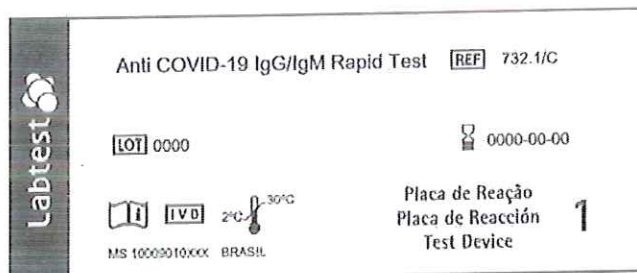 Labtest
Anti COVID-19 IgG/IgM Rapid Test REF 732.1/C
LOT 0000
0000-00-00
i IVD 2°C 30°C
MS 10009010XXX BRASIL
Placa de Reação
Placa de Reacción
Test Device
1